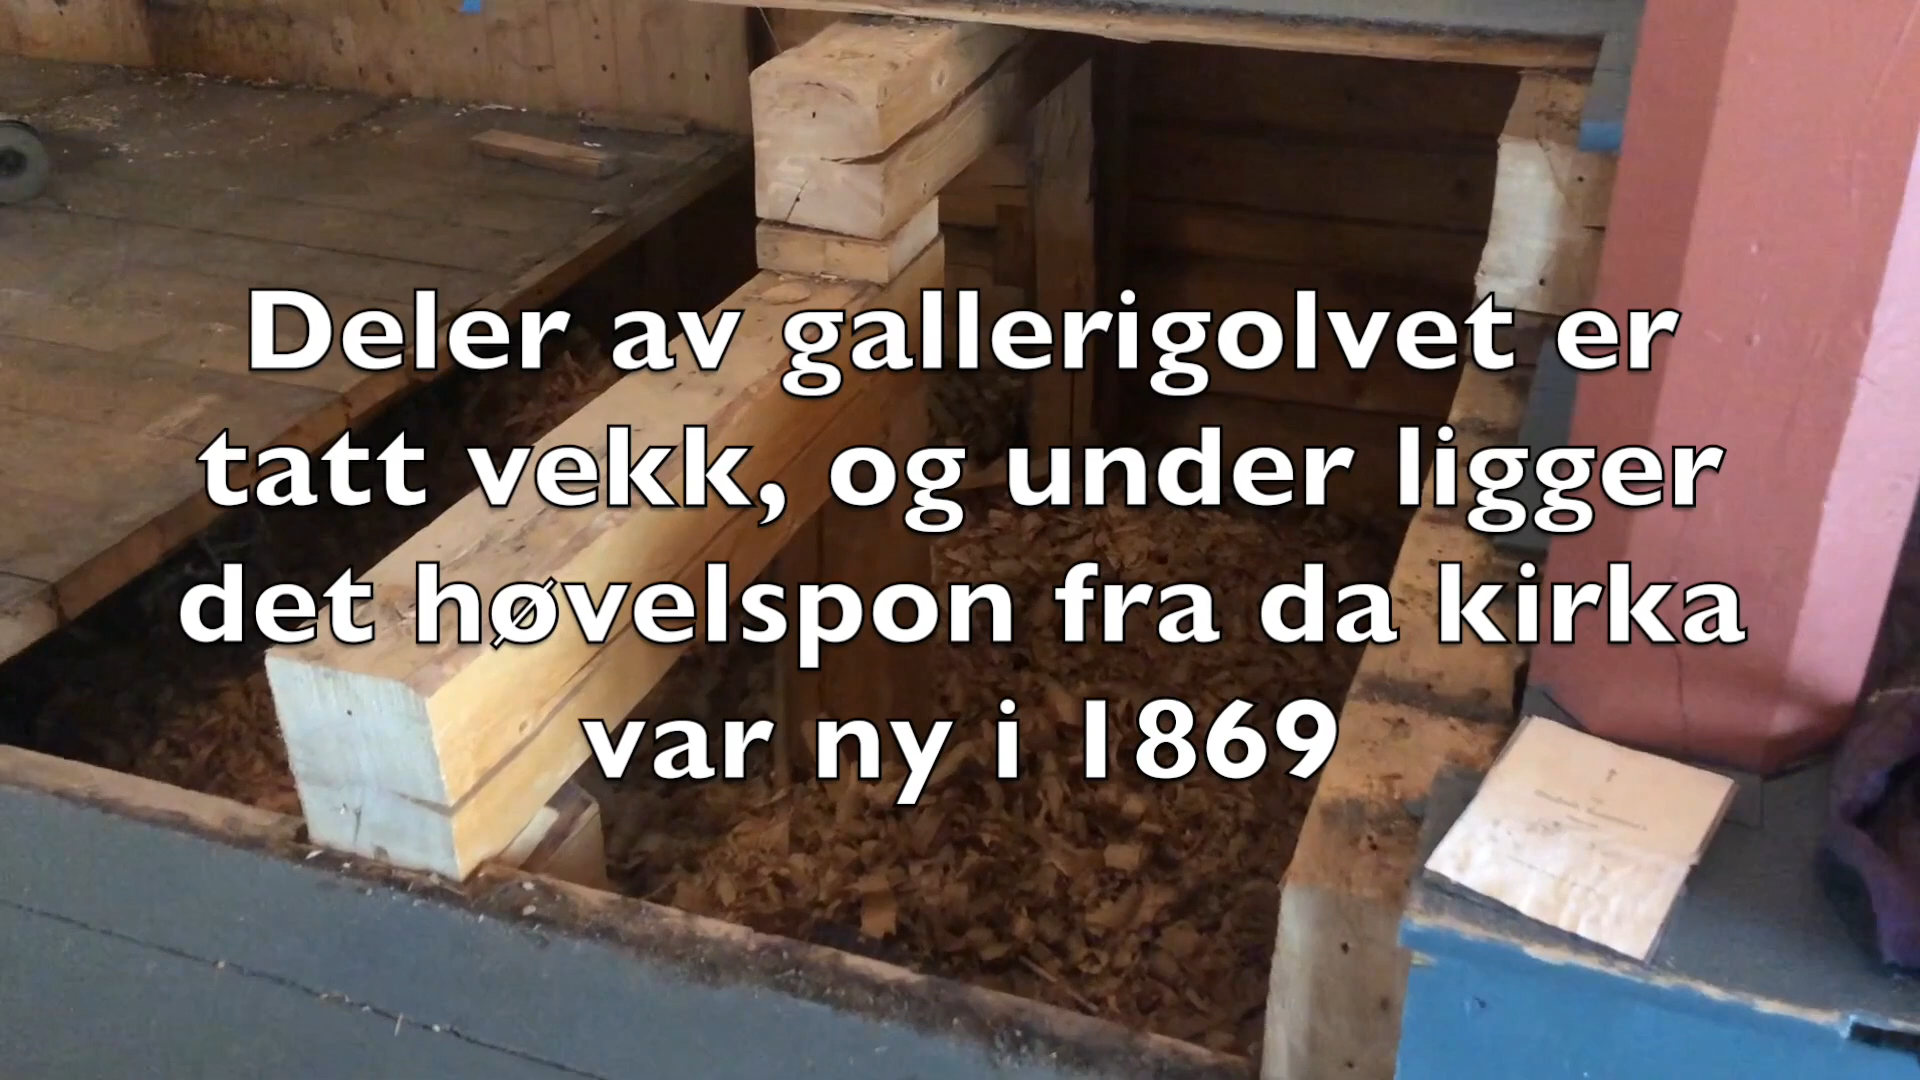 Deler av gallerigolvet er
tatt vekk, og under ligger
det høvelspon fra da kirka
var ny i 1869